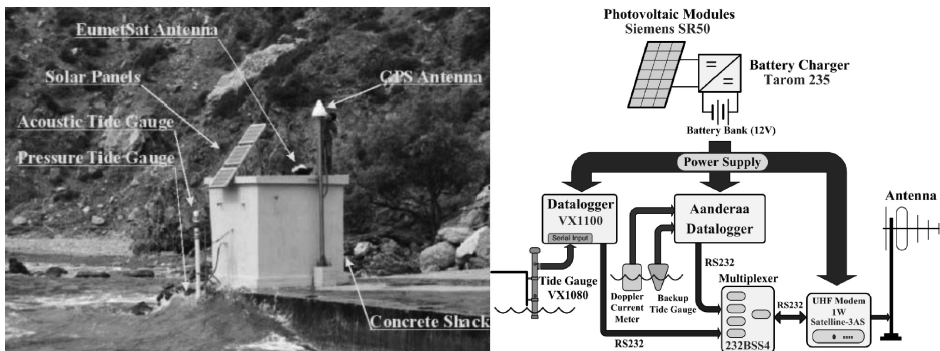 EumetSat Antenna
Solar Panels
GPS Antenna
Acoustic Tide Gauge
Pressure Tide Gauge
Concrete Shack
Photovoltaic Modules
Siemens SR50
Battery Charger
Tarom 235
Battery Bank (12V)
Power Supply
Antenna
Datalogger
VX1100
Serial Input
Aanderaa
Datalogger
Tide Gauge
VX1080
Doppler
Current
Meter
Backup
Tide Gauge
RS232
Multiplexer
232BSS4
RS232
RS232
UHF Modem
1W
Satelline-3AS